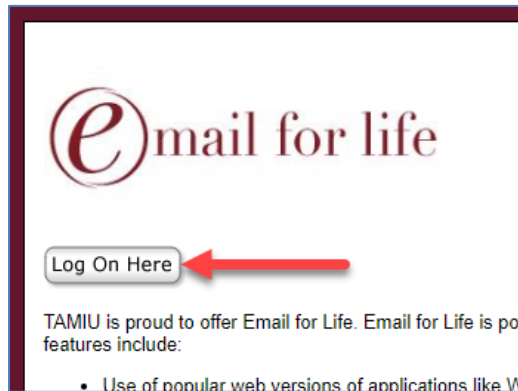 email for life
Log On Here
TAMIU is proud to offer Email for Life. Email for Life is
features include:
• Use of popular web versions of applications like